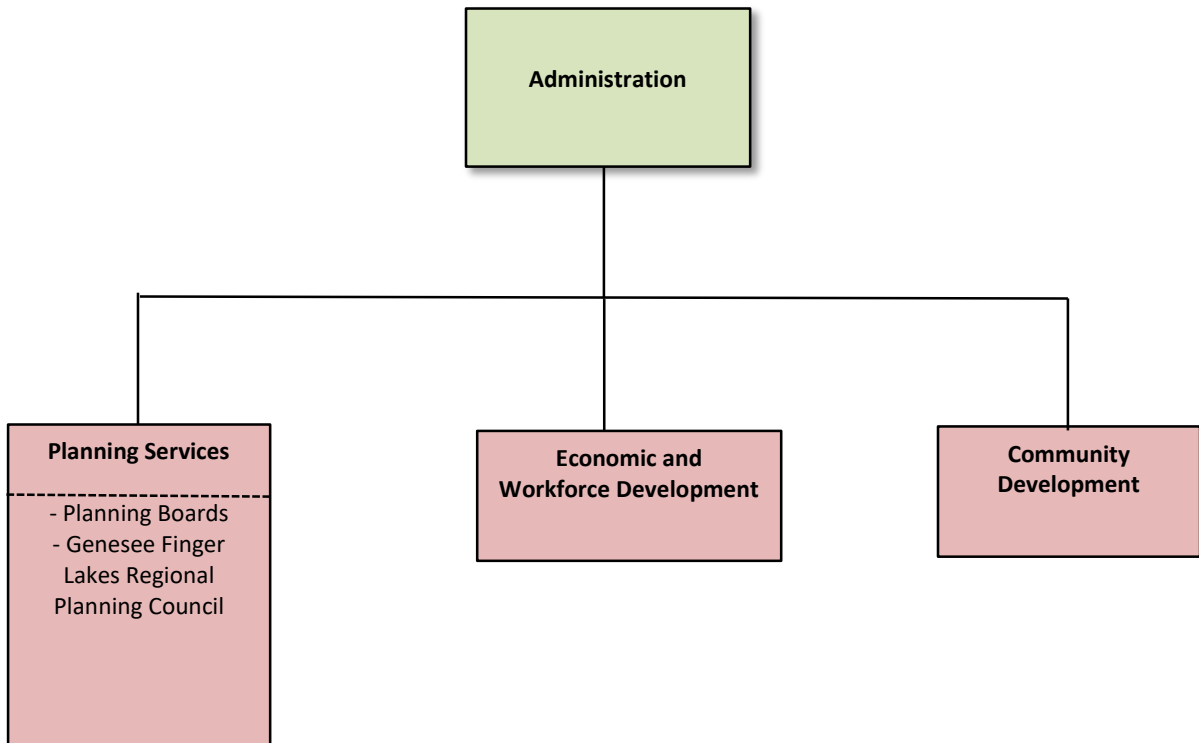 Administration
Planning Services
- Planning Boards
- Genesee Finger
Lakes Regional
Planning Council
Economic and
Workforce Development
Community
Development